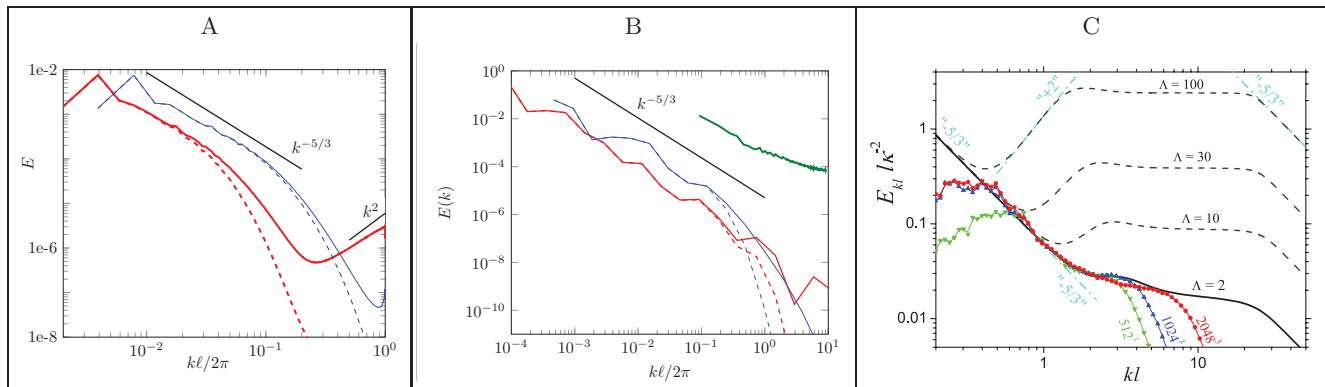 A
1e-2
1e-4
1e-6
1e-8
E
k^{-5/3}
k^2
10^{-2}
10^{-1}
10^0
kℓ/2π
B
10^0
10^{-2}
10^{-4}
10^{-6}
10^{-8}
10^{-10}
E(k)
k^{-5/3}
10^{-4}
10^{-3}
10^{-2}
10^{-1}
10^0
10^1
kℓ/2π
C
1
0.1
0.01
E_{kl} lκ^{-2}
"-5/3"
"+2"
Λ = 100
"-5/3"
Λ = 30
Λ = 10
"-5/3"
Λ = 2
512^3
1024^3
2048^3
1
10
kl